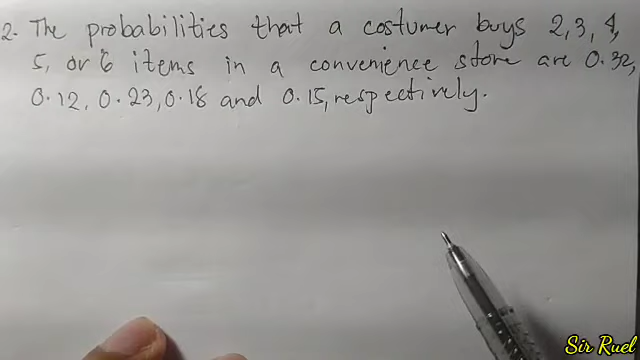 2. The probabilities that a costumer buys 2, 3, 4,
5, or 6 items in a convenience store are 0.32,
0.12, 0.23, 0.18 and 0.15, respectively.
Sir Ruel